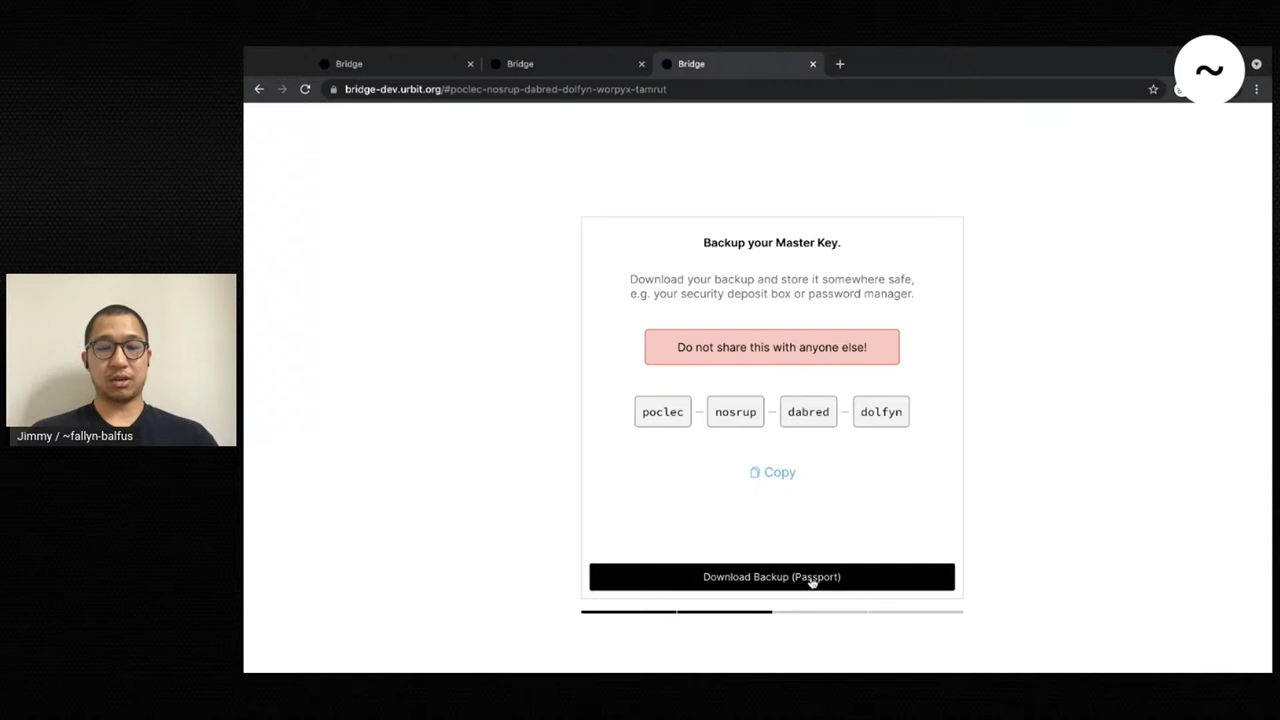 Bridge
Bridge
Bridge
~
bridge-dev.urbit.org/#poclec-nosrup-dabred-dolfyn-worpyx-tamrut
Backup your Master Key.
Download your backup and store it somewhere safe,
e.g. your security deposit box or password manager.
Do not share this with anyone else!
poclec – nosrup – dabred – dolfyn
Jimmy / ~fallyn-balfus
Copy
Download Backup (Passport)